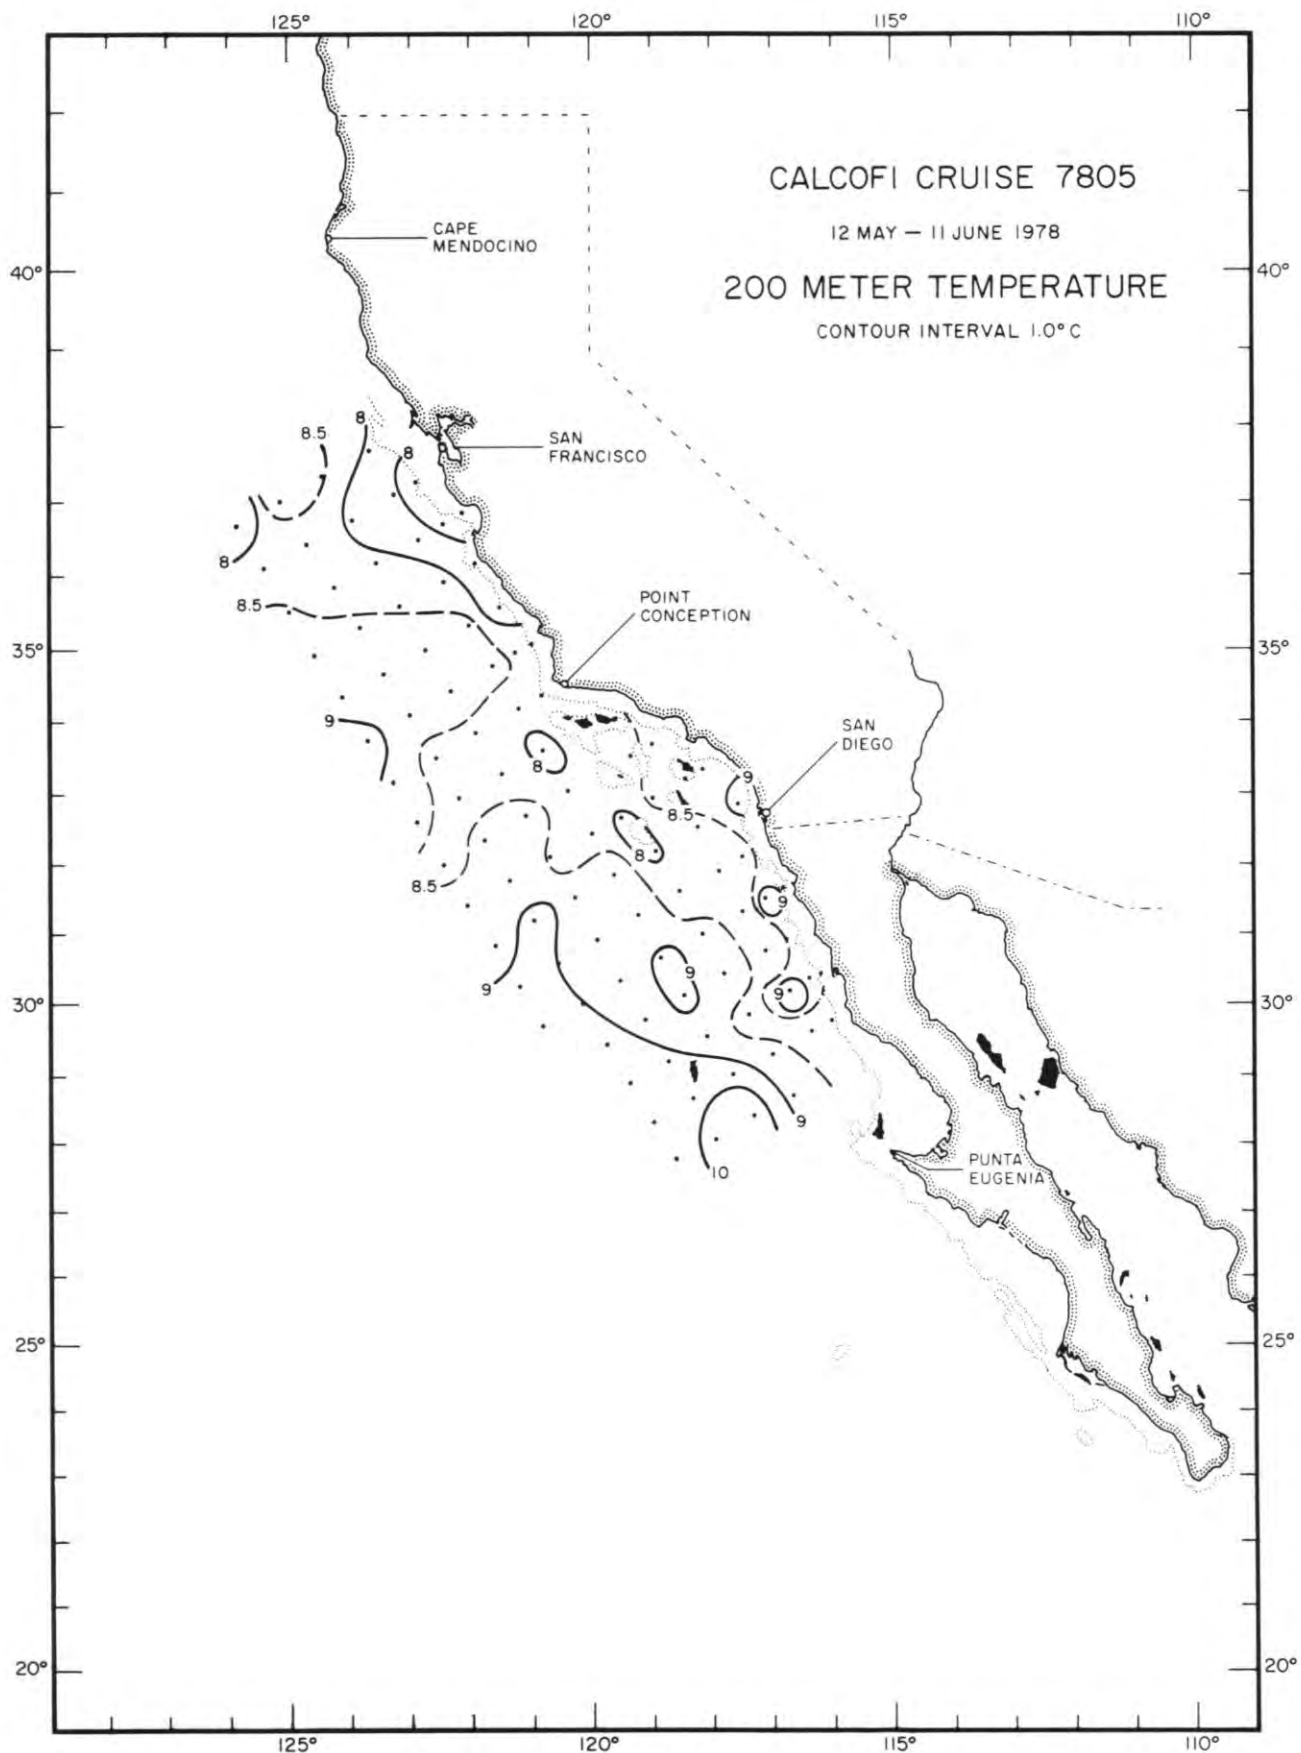 125° 120° 115° 110°
CALCOFI CRUISE 7805
12 MAY — 11 JUNE 1978
CAPE
MENDOCINO
40° 40°
200 METER TEMPERATURE
CONTOUR INTERVAL 1.0° C
8
8.5
SAN
FRANCISCO
8
8
8.5
POINT
CONCEPTION
35° 35°
9
SAN
DIEGO
8
9
8.5
8
8.5
9
9
9
9
30° 30°
9
PUNTA
EUGENIA
10
25° 25°
20° 20°
125° 120° 115° 110°